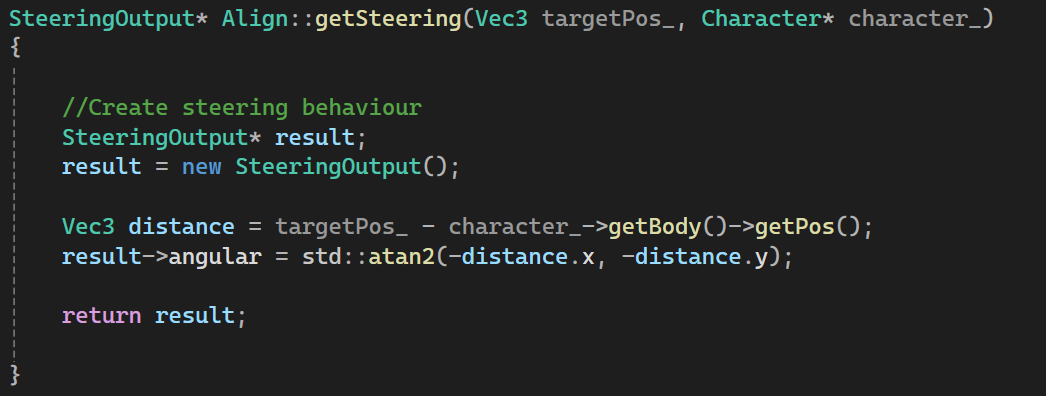 SteeringOutput* Align::getSteering(Vec3 targetPos_, Character* character_)
{
//Create steering behaviour
SteeringOutput* result;
result = new SteeringOutput();
Vec3 distance = targetPos_ - character_->getBody()->getPos();
result->angular = std::atan2(-distance.x, -distance.y);
return result;
}